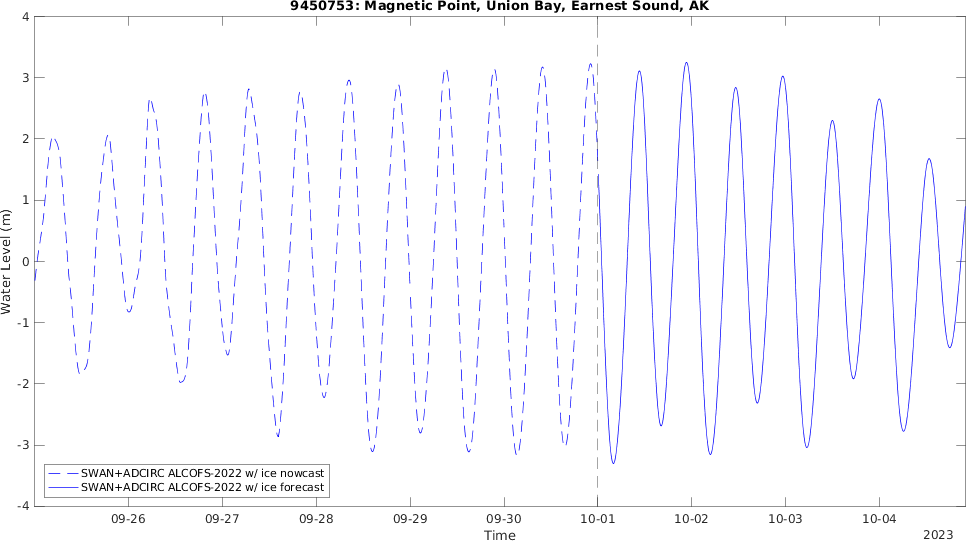 9450753: Magnetic Point, Union Bay, Earnest Sound, AK
4
3
2
1
0
-1
-2
-3
-4
Water Level (m)
SWAN+ADCIRC ALCOFS-2022 w/ ice nowcast
SWAN+ADCIRC ALCOFS-2022 w/ ice forecast
09-26 09-27 09-28 09-29 09-30 10-01 10-02 10-03 10-04
Time
2023